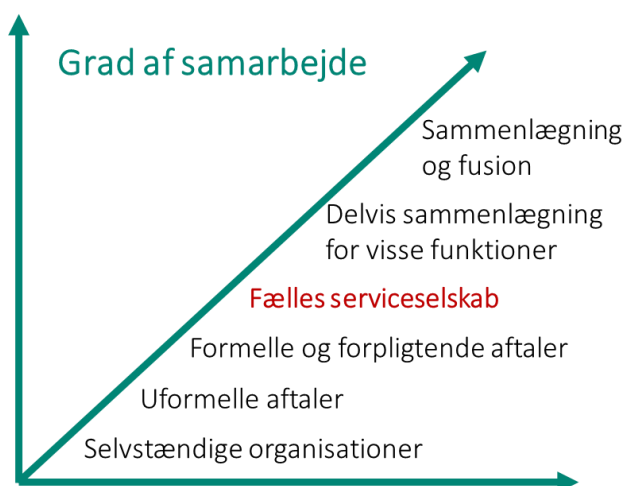 Grad af samarbejde
Sammenlægning
og fusion
Delvis sammenlægning
for visse funktioner
Fælles serviceselskab
Formelle og forpligtende aftaler
Uformelle aftaler
Selvstændige organisationer